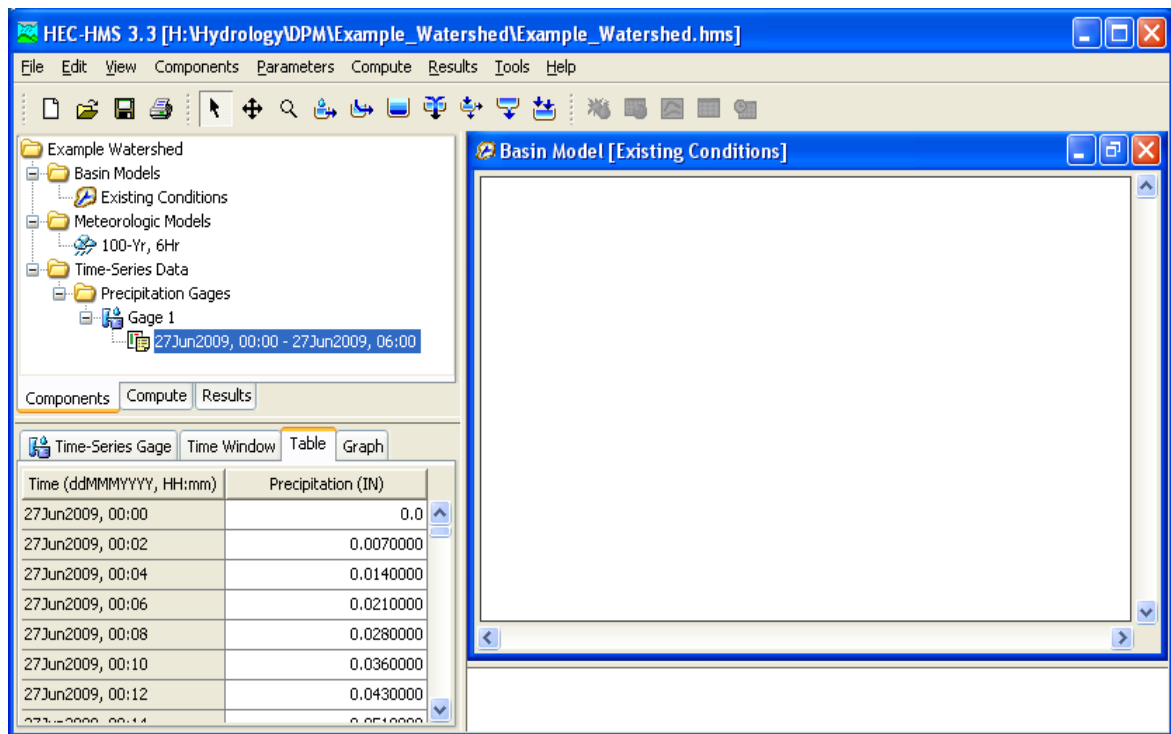 HEC-HMS 3.3 [H:\Hydrology\DPM\Example_Watershed\Example_Watershed.hms]
File Edit View Components Parameters Compute Results Tools Help
Example Watershed
Basin Models
Existing Conditions
Meteorologic Models
100-Yr, 6Hr
Time-Series Data
Precipitation Gages
Gage 1
27Jun2009, 00:00 - 27Jun2009, 06:00
Components Compute Results
Time-Series Gage Time Window Table Graph
Time (ddMMMYYYY, HH:mm) Precipitation (IN)
27Jun2009, 00:00 0.0
27Jun2009, 00:02 0.0070000
27Jun2009, 00:04 0.0140000
27Jun2009, 00:06 0.0210000
27Jun2009, 00:08 0.0280000
27Jun2009, 00:10 0.0360000
27Jun2009, 00:12 0.0430000
Basin Model [Existing Conditions]